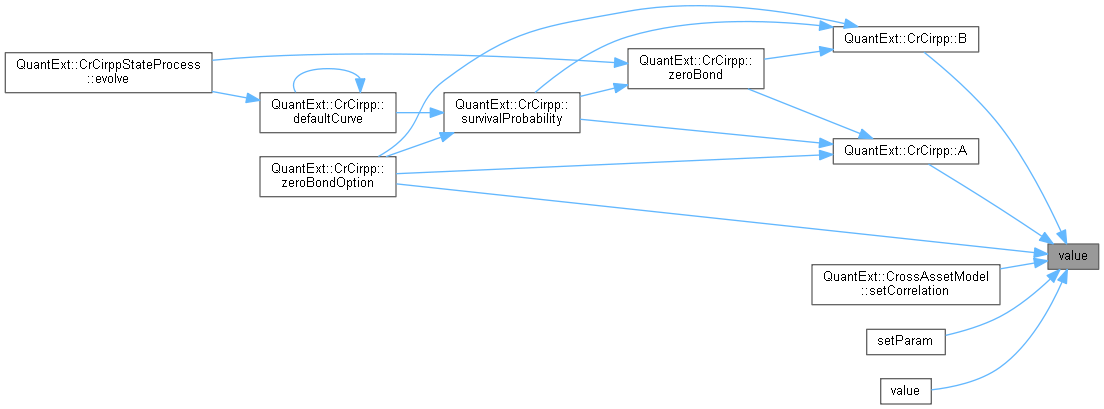 QuantExt::CrCirppStateProcess
::evolve
QuantExt::CrCirpp::
defaultCurve
QuantExt::CrCirpp::
zeroBondOption
QuantExt::CrCirpp::
survivalProbability
QuantExt::CrCirpp::
zeroBond
QuantExt::CrCirpp::B
QuantExt::CrCirpp::A
QuantExt::CrossAssetModel
::setCorrelation
setParam
value
value